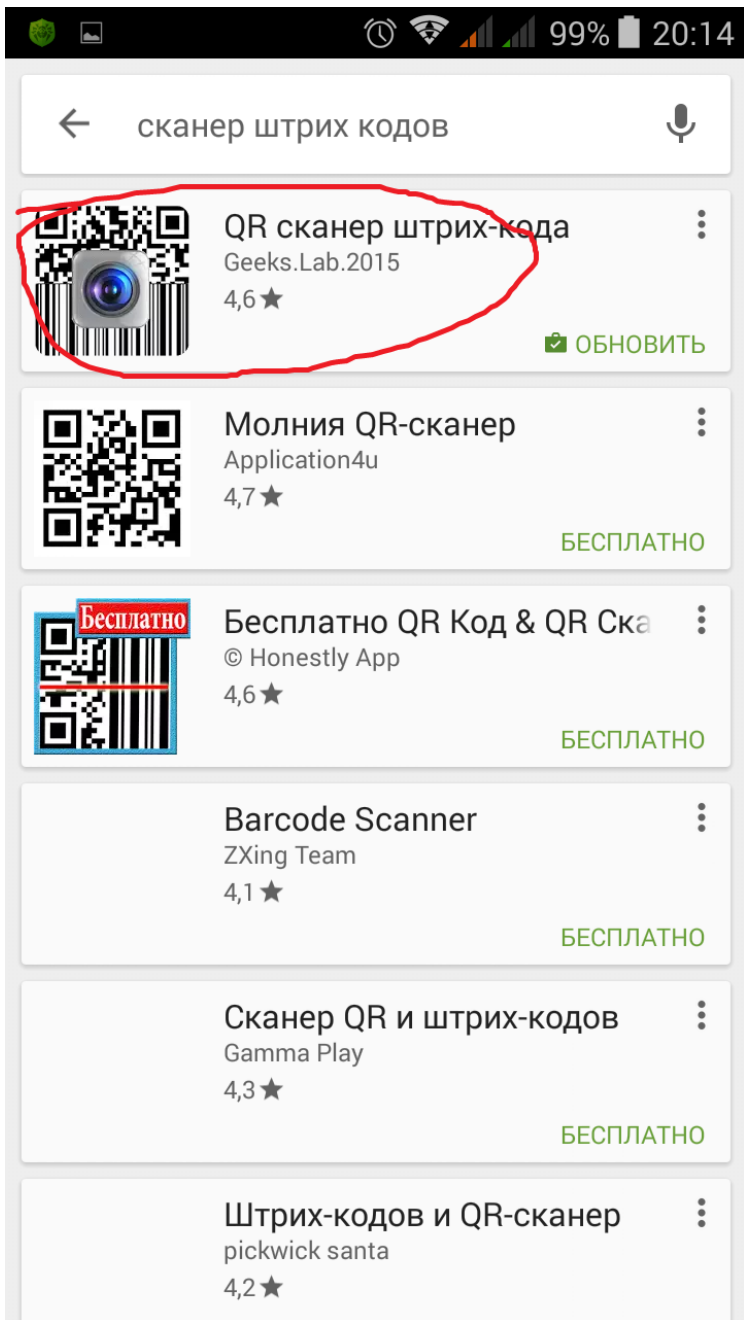 99% 20:14
сканер штрих кодов
QR сканер штрих-кода
Geeks.Lab.2015
4,6★
ОБНОВИТЬ
Молния QR-сканер
Application4u
4,7★
БЕСПЛАТНО
Бесплатно
Бесплатно QR Код & QR Ска
© Honestly App
4,6★
БЕСПЛАТНО
Barcode Scanner
ZXing Team
4,1★
БЕСПЛАТНО
Сканер QR и штрих-кодов
Gamma Play
4,3★
БЕСПЛАТНО
Штрих-кодов и QR-сканер
pickwick santa
4,2★